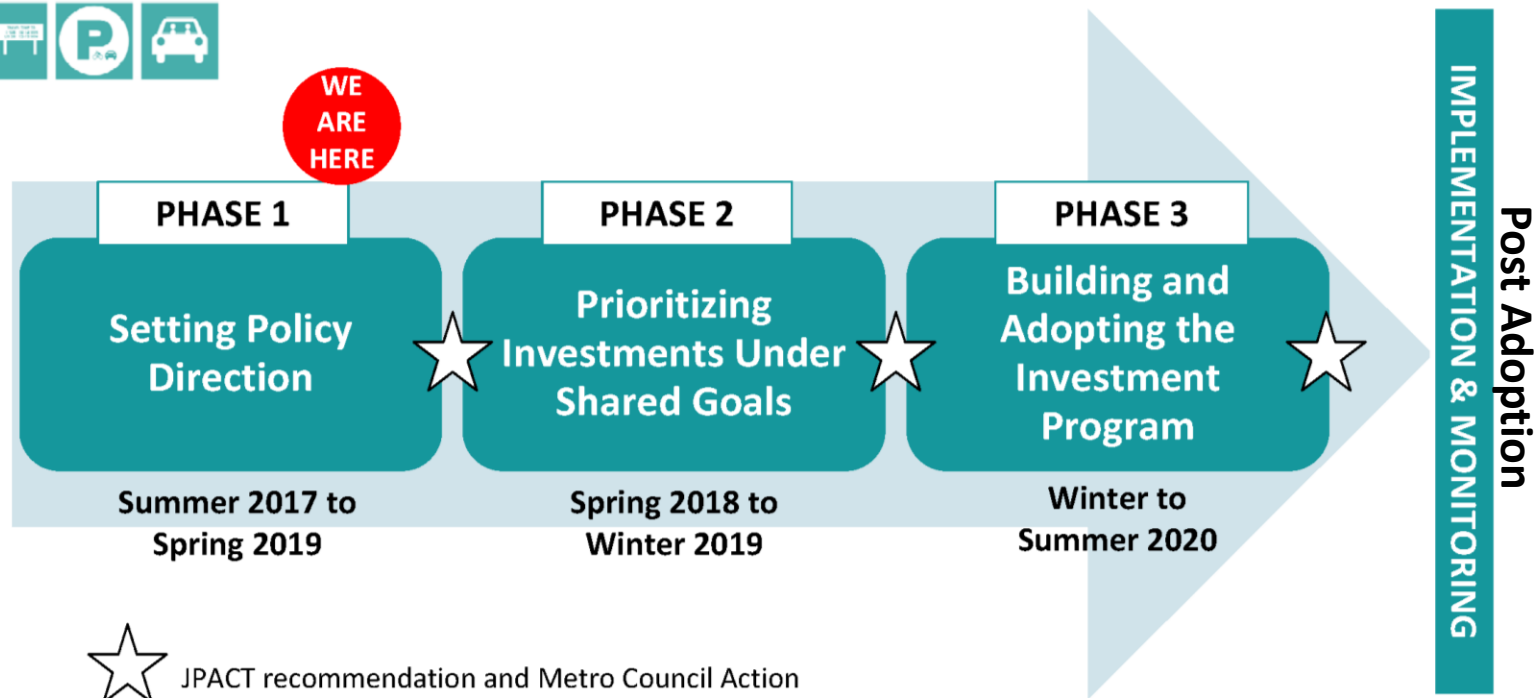 P
WE
ARE
HERE
PHASE 1
Setting Policy
Direction
Summer 2017 to
Spring 2019
PHASE 2
Prioritizing
Investments Under
Shared Goals
Spring 2018 to
Winter 2019
PHASE 3
Building and
Adopting the
Investment
Program
Winter to
Summer 2020
IMPLEMENTATION & MONITORING
Post Adoption
JPACT recommendation and Metro Council Action